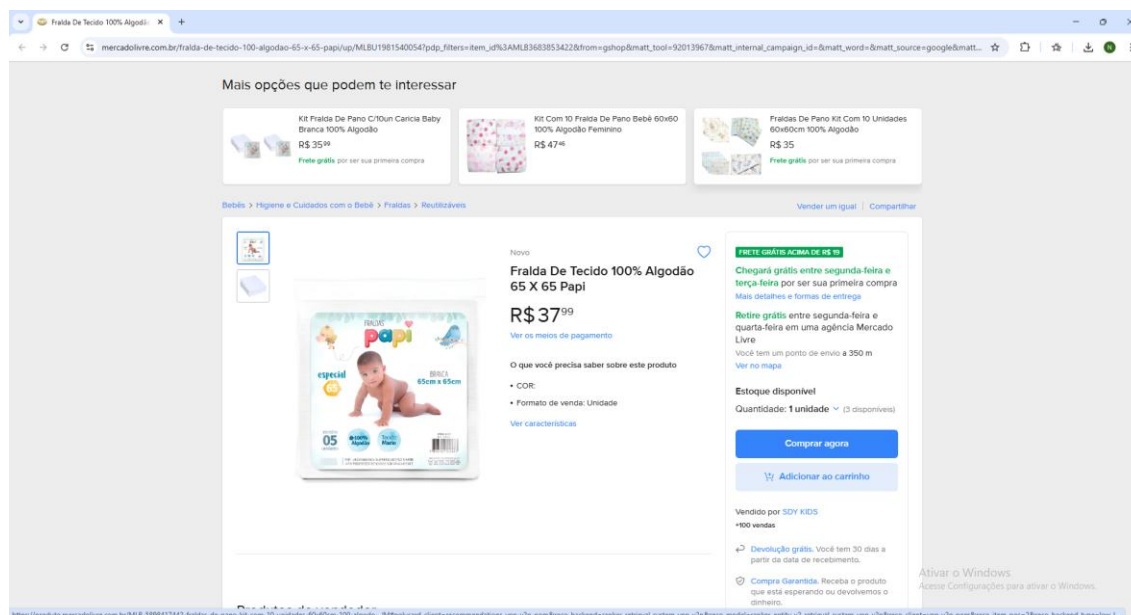 Fralda De Tecido 100% Algodã
mercadolivre.com.br/fralda-de-tecido-100-algodao-65-x-65-papi/up/MLBU1981540054?pdp_filters=item_id%3AMLB3683853422&from=gshop&matt_tool=92013967&matt_internal_campaign_id=&matt_word=&matt_source=google&matt...
Mais opções que podem te interessar
Kit Fralda De Pano C/10un Caricia Baby
Branca 100% Algodão
R$ 35⁹⁹
Frete grátis por ser sua primeira compra
Kit Com 10 Fralda De Pano Bebê 60x60
100% Algodão Feminino
R$ 47⁴⁶
Fraldas De Pano Kit Com 10 Unidades
60x60cm 100% Algodão
R$ 35
Frete grátis por ser sua primeira compra
Bebês > Higiene e Cuidados com o Bebê > Fraldas > Reutilizáveis
Vender um igual | Compartilhar
Novo
Fralda De Tecido 100% Algodão
65 X 65 Papi
R$ 37⁹⁹
Ver os meios de pagamento
O que você precisa saber sobre este produto
• COR:
• Formato de venda: Unidade
Ver características
FRALDAS
papi
especial
65
BRANCA
65cm x 65cm
05
100%
Algodão
FRETE GRÁTIS ACIMA DE R$ 19
Chegará grátis entre segunda-feira e
terça-feira por ser sua primeira compra
Mais detalhes e formas de entrega
Retire grátis entre segunda-feira e
quarta-feira em uma agência Mercado
Livre
Você tem um ponto de envio a 350 m
Ver no mapa
Estoque disponível
Quantidade: 1 unidade (3 disponíveis)
Comprar agora
Adicionar ao carrinho
Vendido por SDY KIDS
+100 vendas
Devolução grátis. Você tem 30 dias a
partir da data de recebimento.
Compra Garantida. Receba o produto
que está esperando ou devolvemos o
dinheiro.
Ativar o Windows
Acesse Configurações para ativar o Windows.